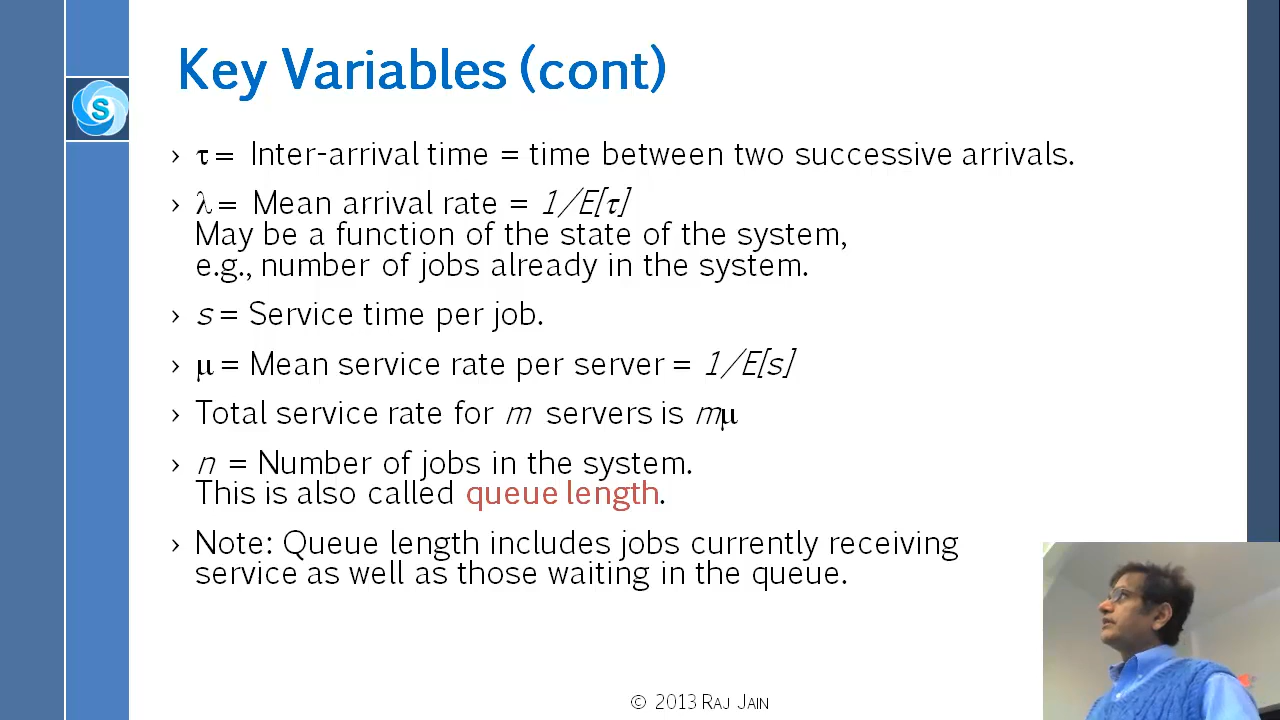 Key Variables (cont)
S
› τ = Inter-arrival time = time between two successive arrivals.
› λ = Mean arrival rate = 1/E[τ]
May be a function of the state of the system,
e.g., number of jobs already in the system.
› s = Service time per job.
› μ = Mean service rate per server = 1/E[s]
› Total service rate for m servers is mμ
› n = Number of jobs in the system.
This is also called queue length.
› Note: Queue length includes jobs currently receiving
service as well as those waiting in the queue.
© 2013 RAJ JAIN